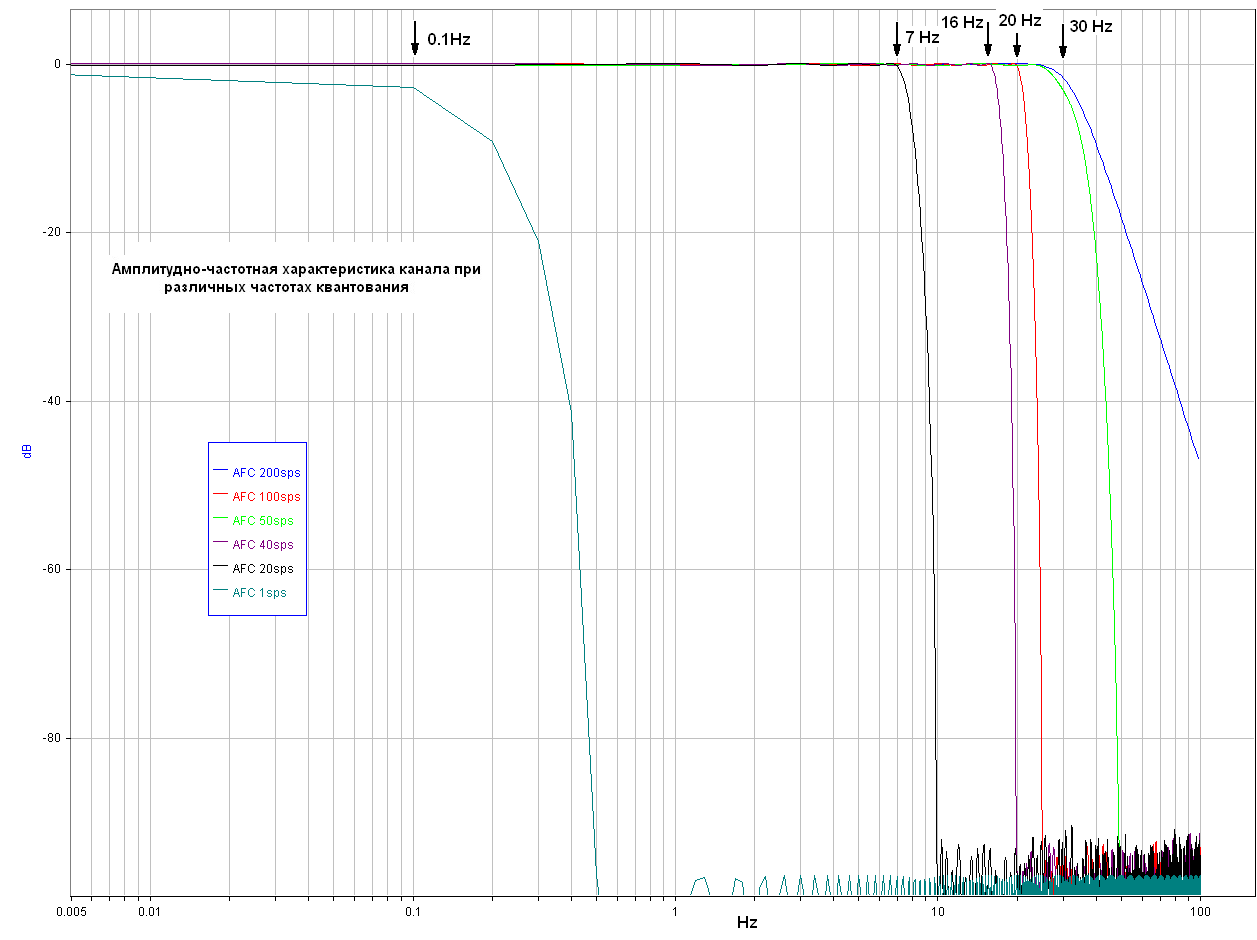 0.1Hz
7 Hz
16 Hz
20 Hz
30 Hz
0
-20
-40
-60
-80
dB
Амплитудно-частотная характеристика канала при
различных частотах квантования
AFC 200sps
AFC 100sps
AFC 50sps
AFC 40sps
AFC 20sps
AFC 1sps
0.005 0.01 0.1 1 10 100
Hz